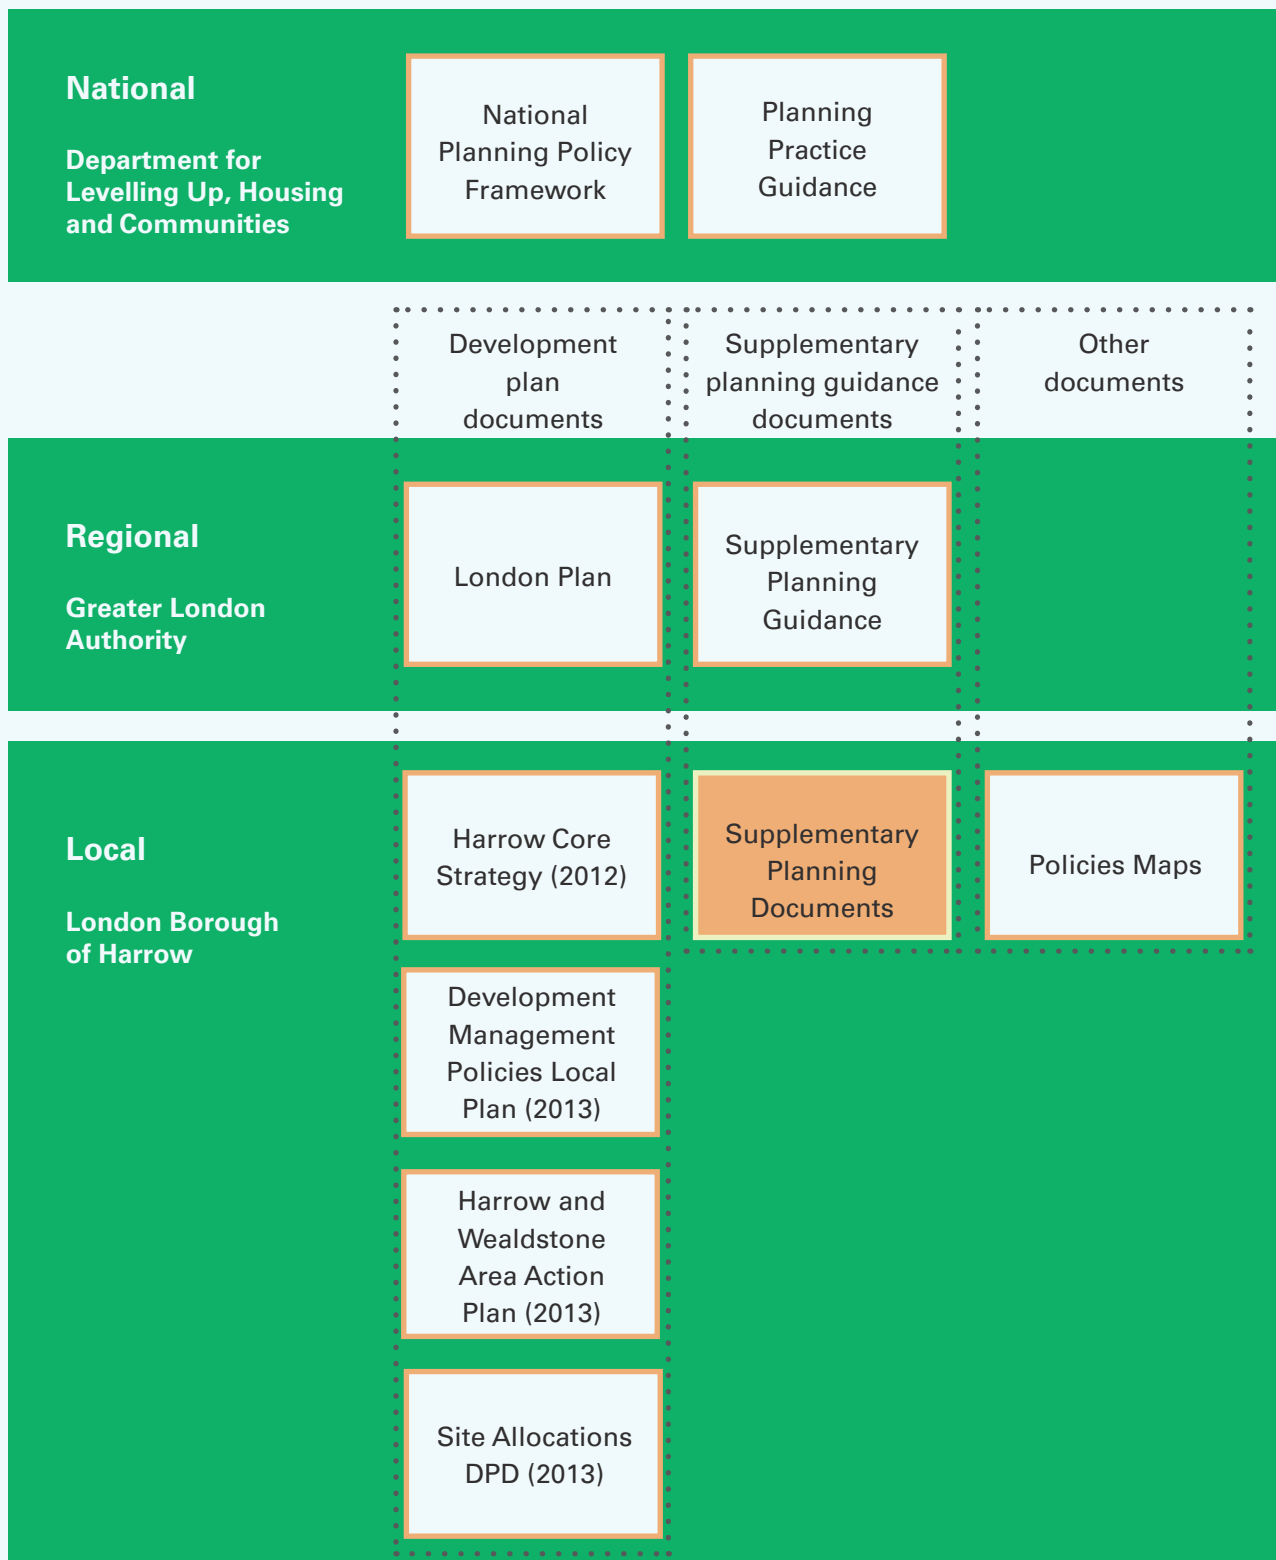 National
Department for
Levelling Up, Housing
and Communities
National
Planning Policy
Framework
Planning
Practice
Guidance
Development
plan
documents
Supplementary
planning guidance
documents
Other
documents
Regional
Greater London
Authority
London Plan
Supplementary
Planning
Guidance
Local
London Borough
of Harrow
Harrow Core
Strategy (2012)
Supplementary
Planning
Documents
Policies Maps
Development
Management
Policies Local
Plan (2013)
Harrow and
Wealdstone
Area Action
Plan (2013)
Site Allocations
DPD (2013)